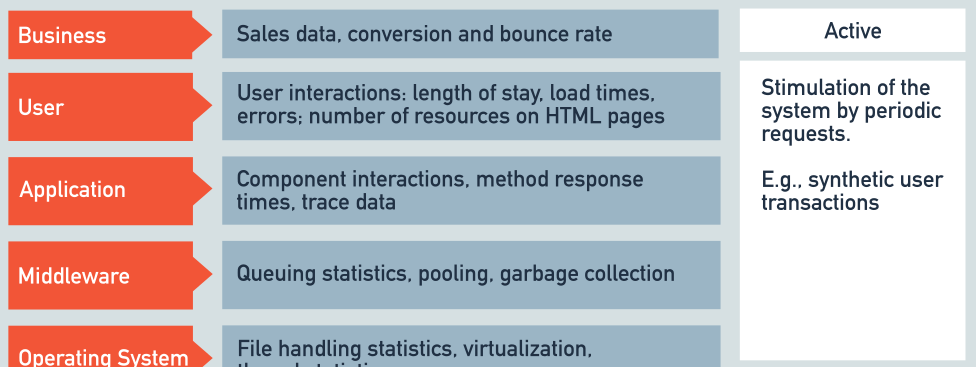 Business
Sales data, conversion and bounce rate
User
User interactions: length of stay, load times,
errors; number of resources on HTML pages
Application
Component interactions, method response
times, trace data
Middleware
Queuing statistics, pooling, garbage collection
Operating System
File handling statistics, virtualization,
Active
Stimulation of the
system by periodic
requests.
E.g., synthetic user
transactions